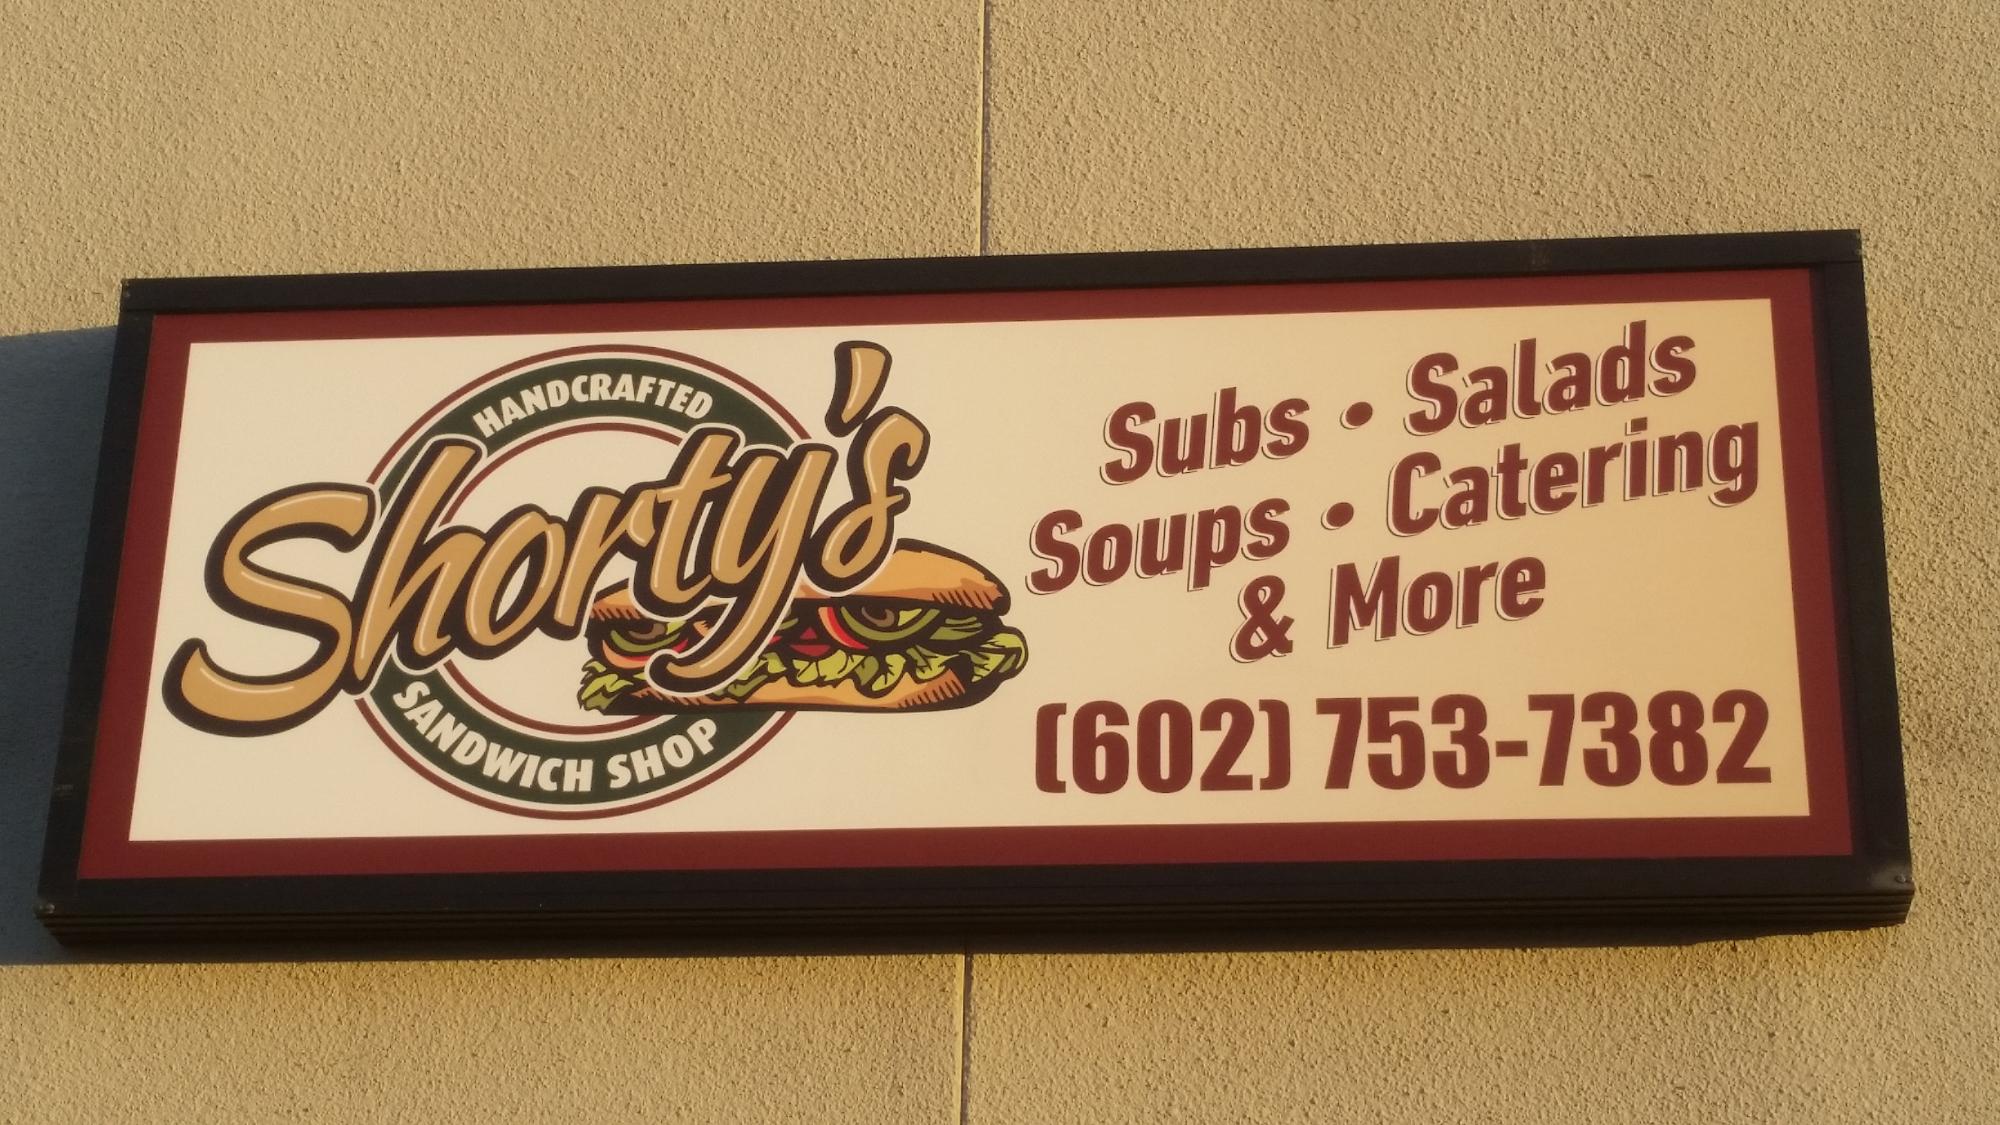 HANDCRAFTED
Shorty's
SANDWICH SHOP
Subs • Salads
Soups • Catering
& More
(602) 753-7382